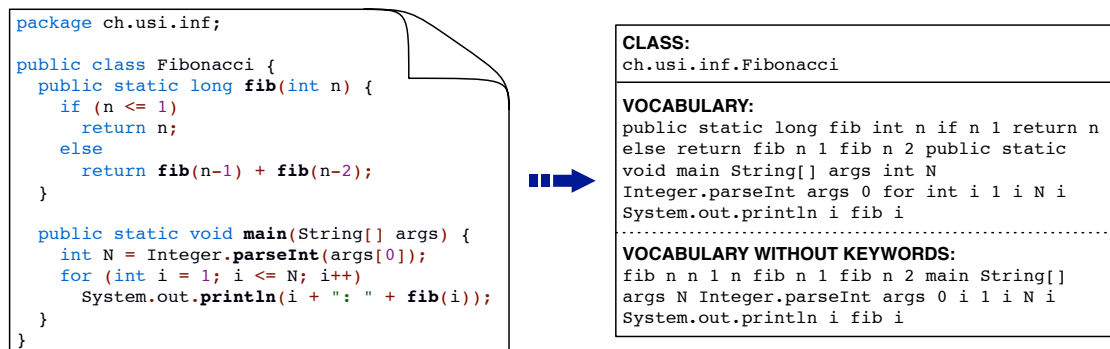 package ch.usi.inf;
public class Fibonacci {
public static long fib(int n) {
if (n <= 1)
return n;
else
return fib(n-1) + fib(n-2);
}
public static void main(String[] args) {
int N = Integer.parseInt(args[0]);
for (int i = 1; i <= N; i++)
System.out.println(i + ": " + fib(i));
}
}
CLASS:
ch.usi.inf.Fibonacci
VOCABULARY:
public static long fib int n if n 1 return n
else return fib n 1 fib n 2 public static
void main String[] args int N
Integer.parseInt args 0 for int i 1 i N i
System.out.println i fib i
VOCABULARY WITHOUT KEYWORDS:
fib n n 1 n fib n 1 fib n 2 main String[]
args N Integer.parseInt args 0 i 1 i N i
System.out.println i fib i